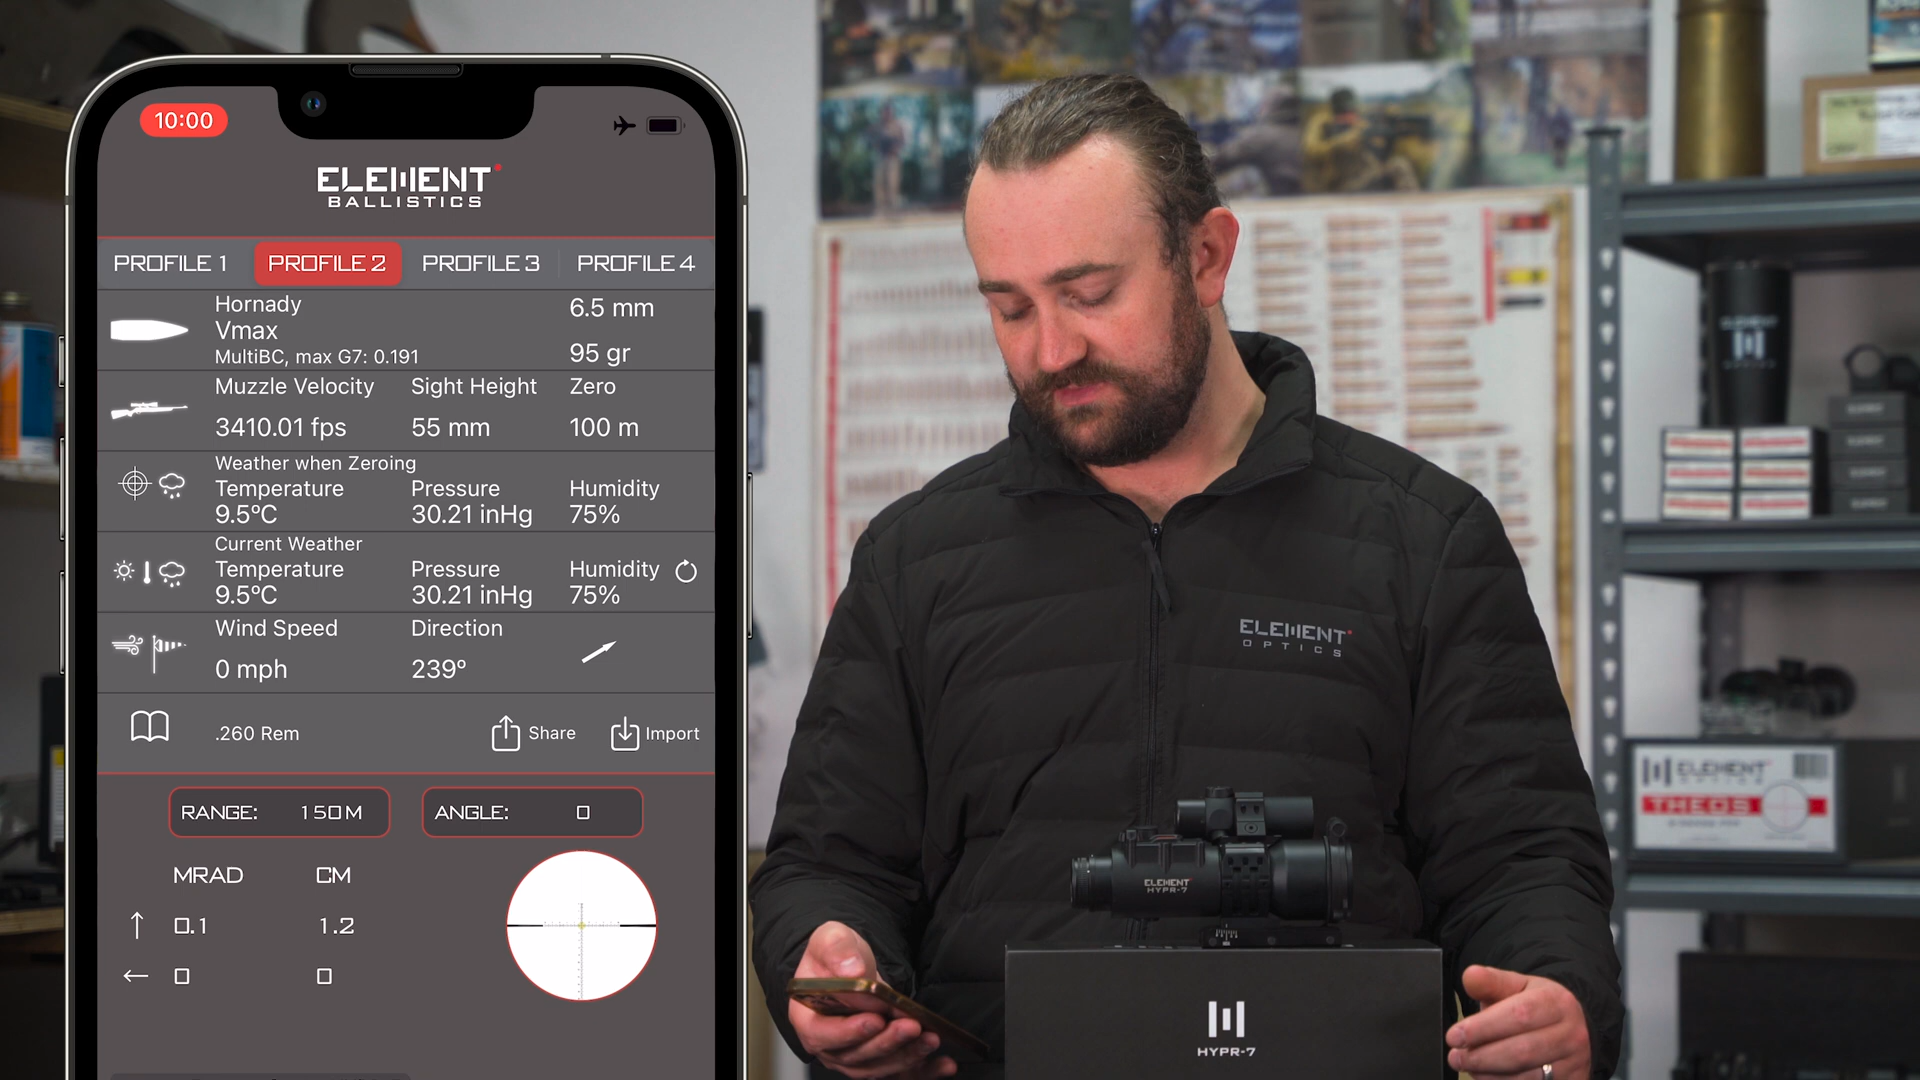 10:00
ELEMENT
BALLISTICS
PROFILE 1
PROFILE 2
PROFILE 3
PROFILE 4
Hornady
Vmax
MultiBC, max G7: 0.191
6.5 mm
95 gr
Muzzle Velocity
Sight Height
Zero
3410.01 fps
55 mm
100 m
Weather when Zeroing
Temperature
Pressure
Humidity
9.5°C
30.21 inHg
75%
Current Weather
Temperature
Pressure
Humidity
9.5°C
30.21 inHg
75%
Wind Speed
Direction
0 mph
239°
.260 Rem
Share
Import
RANGE: 150M
ANGLE: 0
MRAD
CM
0.1
1.2
0
0
ELEMENT
OPTICS
ELEMENT
HYPR-7
HYPR-7
ELEMENT
THEOS